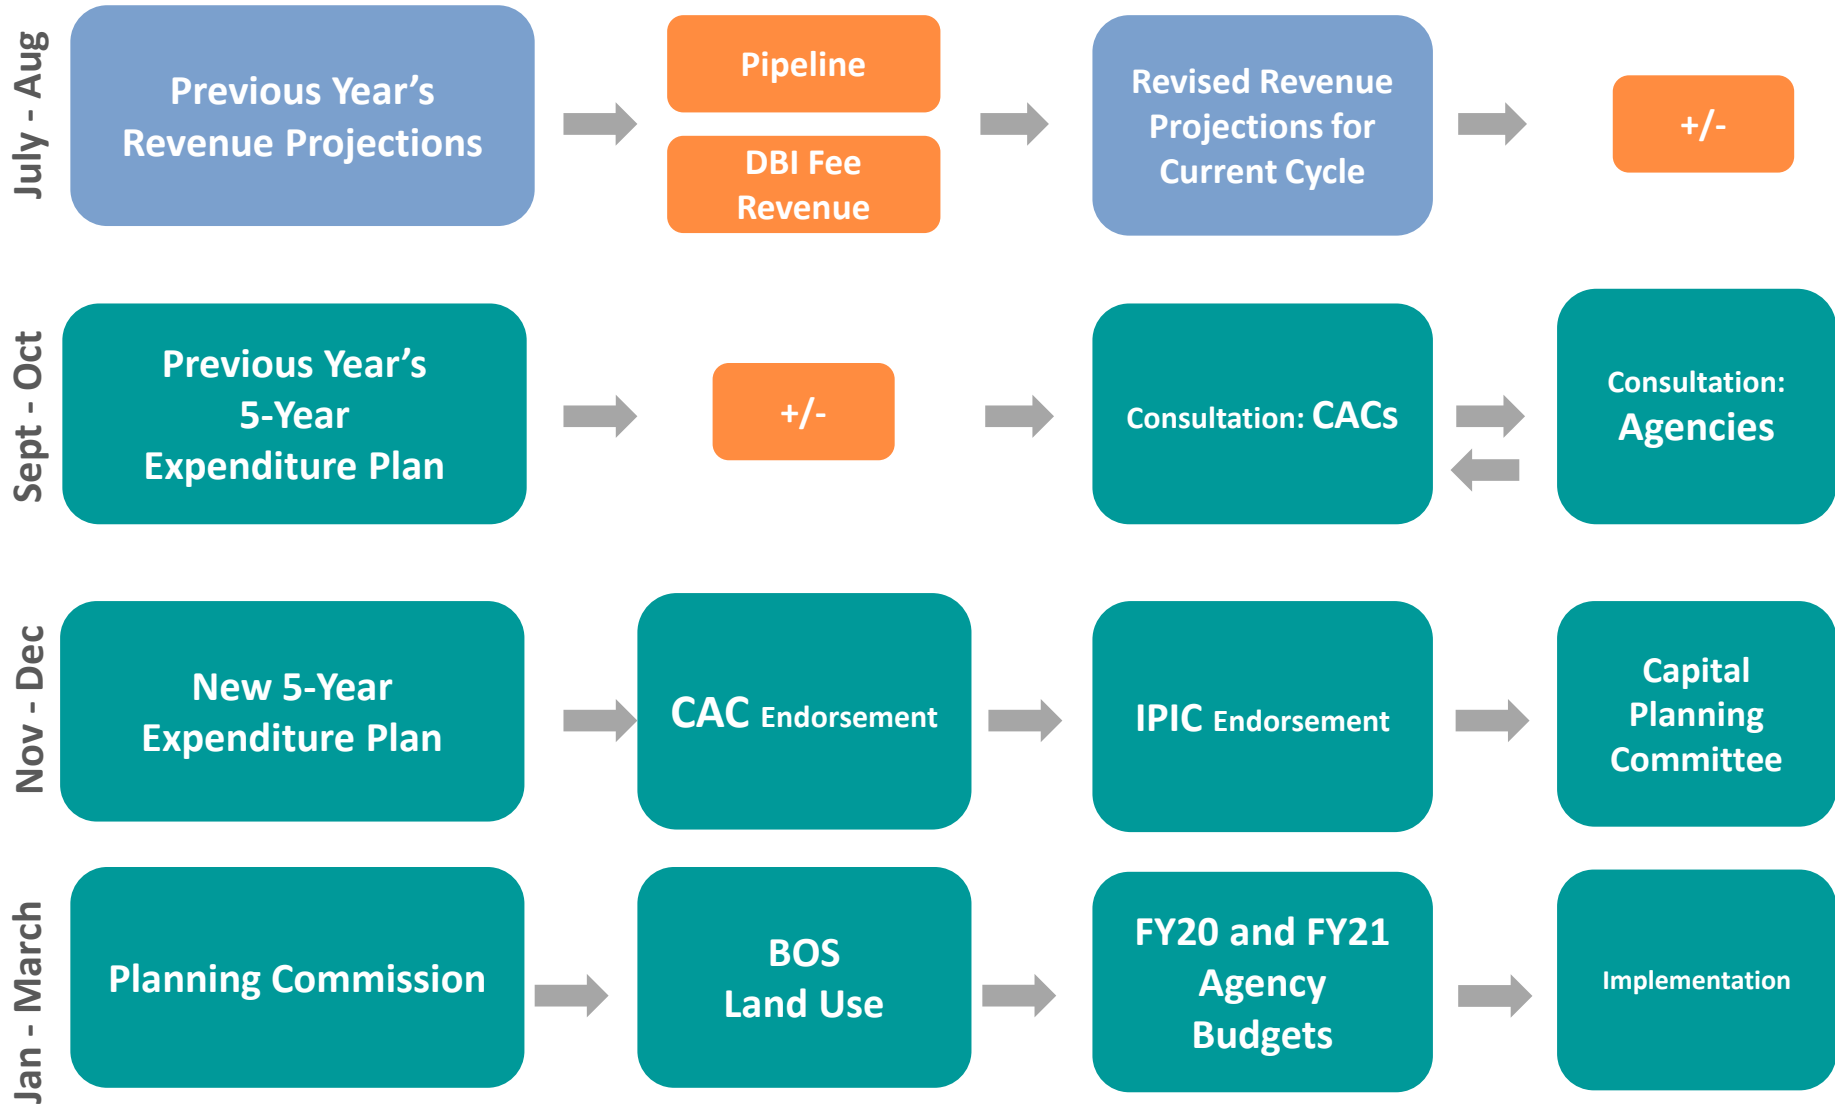 July - Aug
Previous Year’s
Revenue Projections
Pipeline
DBI Fee
Revenue
Revised Revenue
Projections for
Current Cycle
+/-
Sept - Oct
Previous Year’s
5-Year
Expenditure Plan
+/-
Consultation: CACs
Consultation:
Agencies
Nov - Dec
New 5-Year
Expenditure Plan
CAC Endorsement
IPIC Endorsement
Capital
Planning
Committee
Jan - March
Planning Commission
BOS
Land Use
FY20 and FY21
Agency
Budgets
Implementation